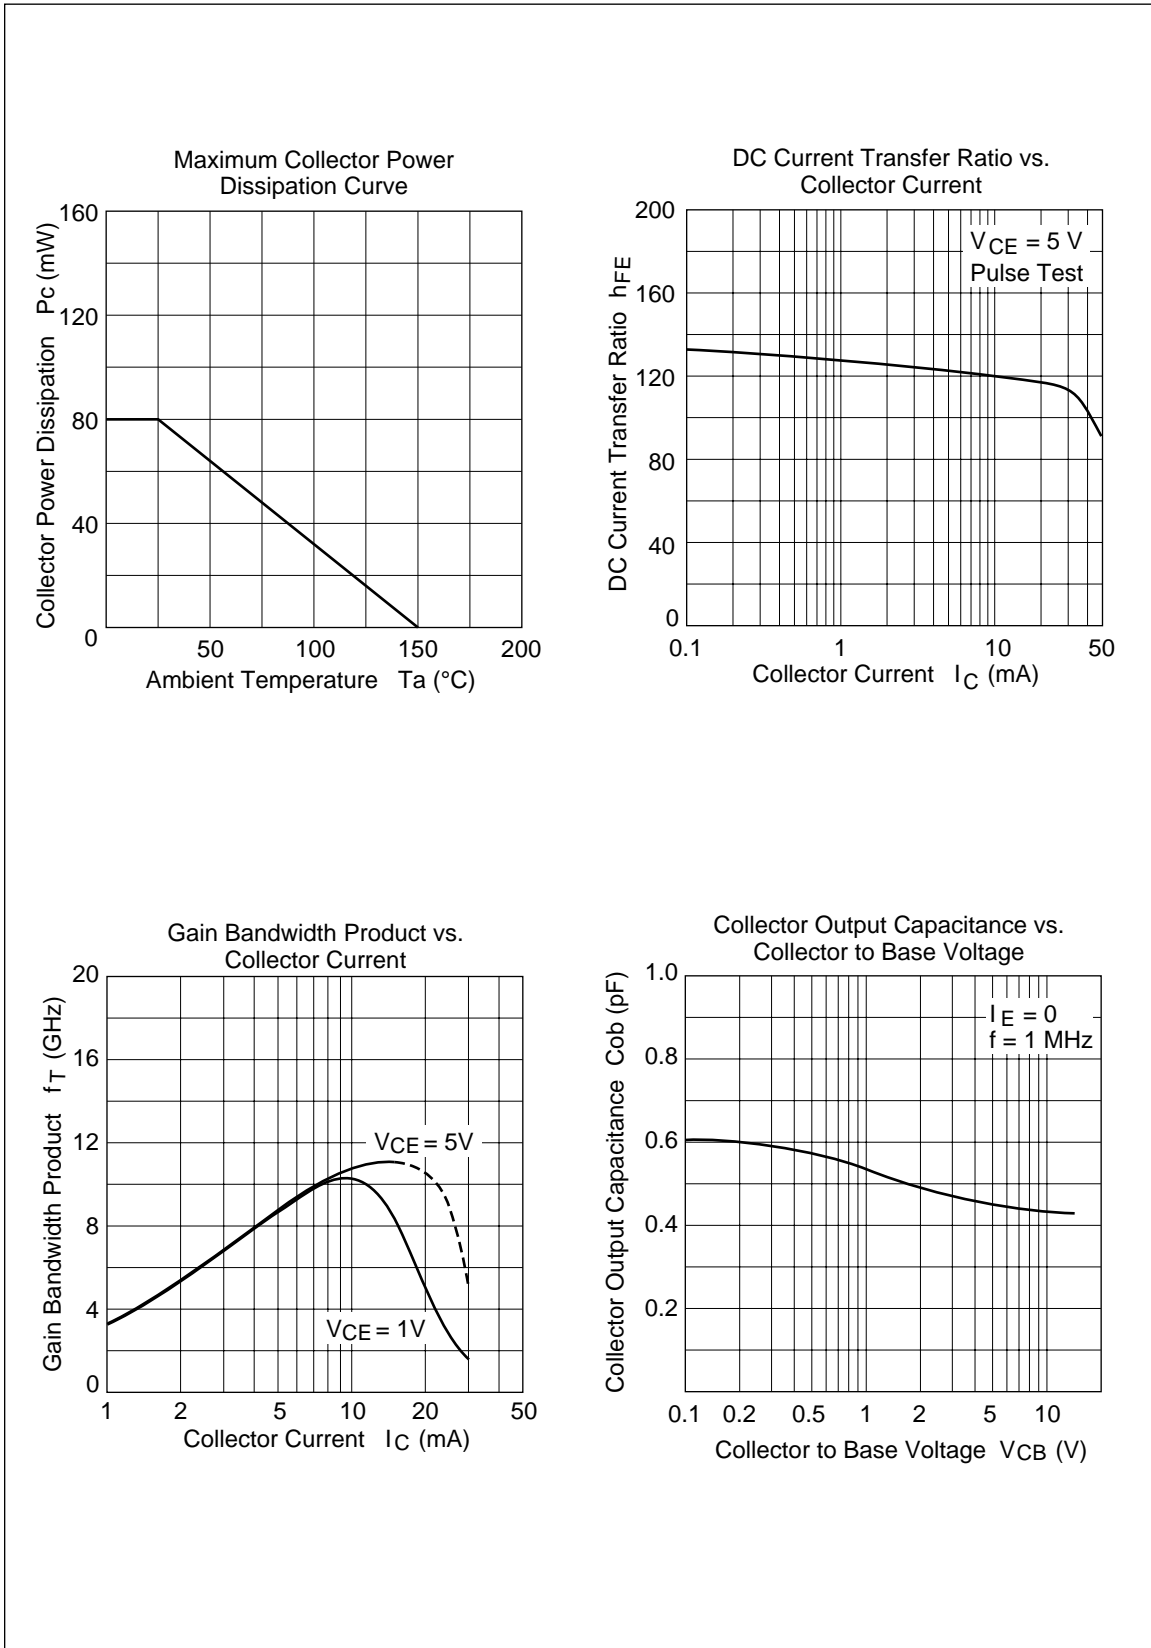 Maximum Collector Power
Dissipation Curve
160
120
80
40
0
50 100 150 200
Collector Power Dissipation Pc (mW)
Ambient Temperature Ta (°C)
DC Current Transfer Ratio vs.
Collector Current
200
160
120
80
40
0
VCE = 5 V
Pulse Test
0.1 1 10 50
DC Current Transfer Ratio hFE
Collector Current IC (mA)
Gain Bandwidth Product vs.
Collector Current
20
16
12
8
4
0
VCE = 5V
VCE = 1V
1 2 5 10 20 50
Gain Bandwidth Product fT (GHz)
Collector Current IC (mA)
Collector Output Capacitance vs.
Collector to Base Voltage
1.0
0.8
0.6
0.4
0.2
IE = 0
f = 1 MHz
0.1 0.2 0.5 1 2 5 10
Collector Output Capacitance Cob (pF)
Collector to Base Voltage VCB (V)